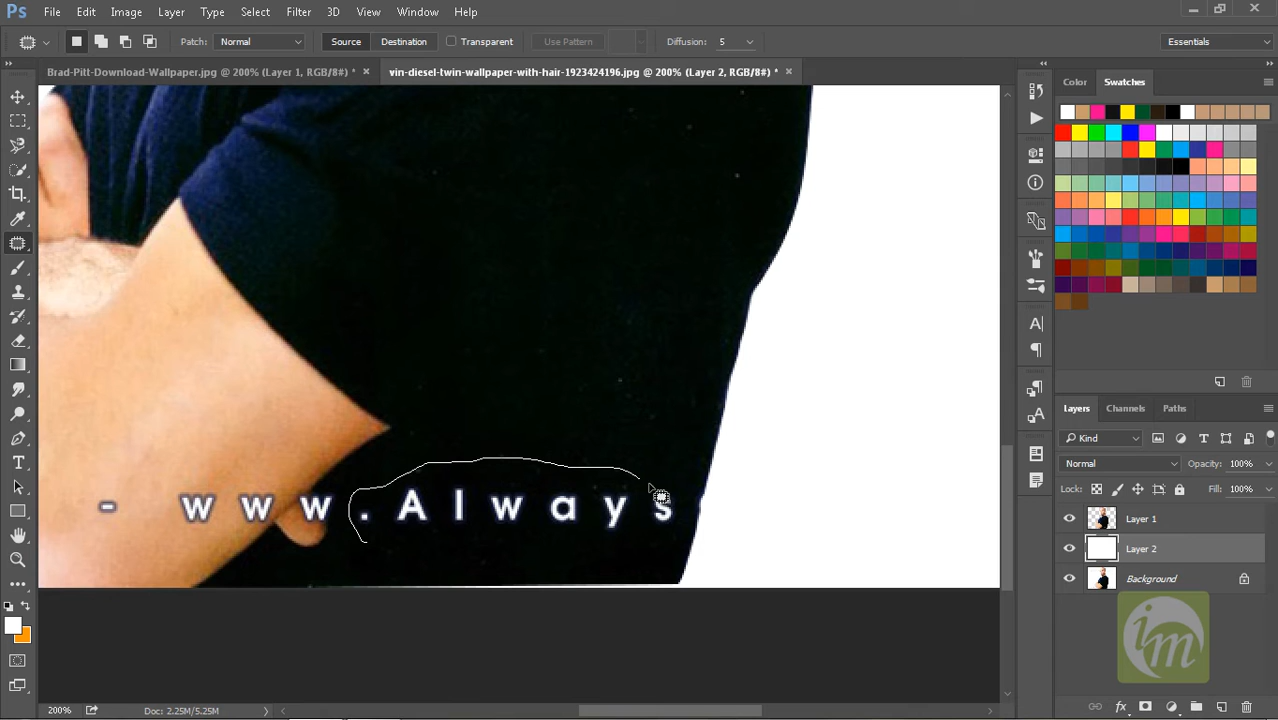 Ps File Edit Image Layer Type Select Filter 3D View Window Help
Patch: Normal Source Destination Transparent Use Pattern Diffusion: 5 Essentials
Brad-Pitt-Download-Wallpaper.jpg @ 200% (Layer 1, RGB/8#) * vin-diesel-twin-wallpaper-with-hair-1923424196.jpg @ 200% (Layer 2, RGB/8#) *
Color Swatches
Layers Channels Paths
Kind
Normal Opacity: 100%
Lock: Fill: 100%
- www.Always
Layer 1
Layer 2
Background
im
200% Doc: 2.25M/5.25M